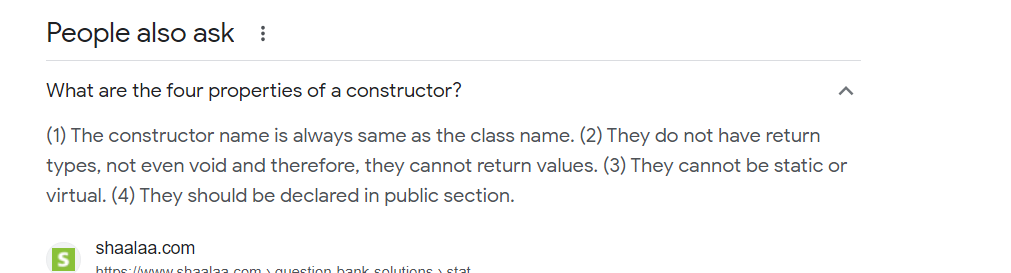 People also ask
What are the four properties of a constructor?
(1) The constructor name is always same as the class name. (2) They do not have return
types, not even void and therefore, they cannot return values. (3) They cannot be static or
virtual. (4) They should be declared in public section.
S
shaalaa.com
https://www.shaalaa.com › question-bank-solutions › stat